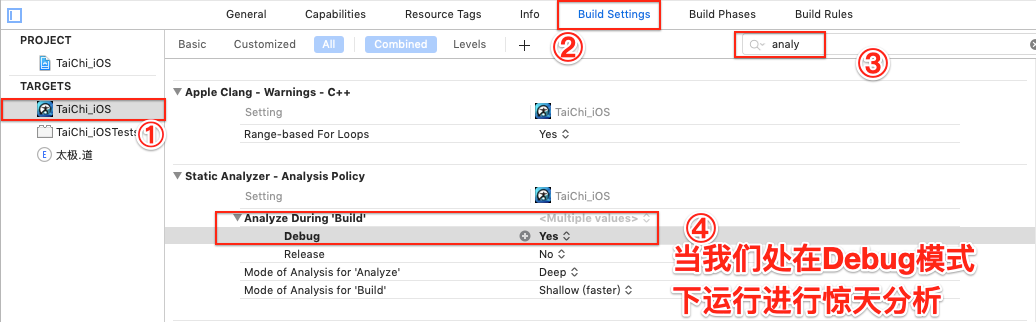 General Capabilities Resource Tags Info Build Settings Build Phases Build Rules
PROJECT
TaiChi_iOS
TARGETS
TaiChi_iOS
①
TaiChi_iOSTests
E 太极.道
Basic Customized All Combined Levels +
②
analy
③
Apple Clang - Warnings - C++
Setting TaiChi_iOS
Range-based For Loops Yes
Static Analyzer - Analysis Policy
Setting TaiChi_iOS
Analyze During 'Build' <Multiple values>
Debug Yes
Release No
Mode of Analysis for 'Analyze' Deep
Mode of Analysis for 'Build' Shallow (faster)
④
当我们处在Debug模式
下运行进行惊天分析